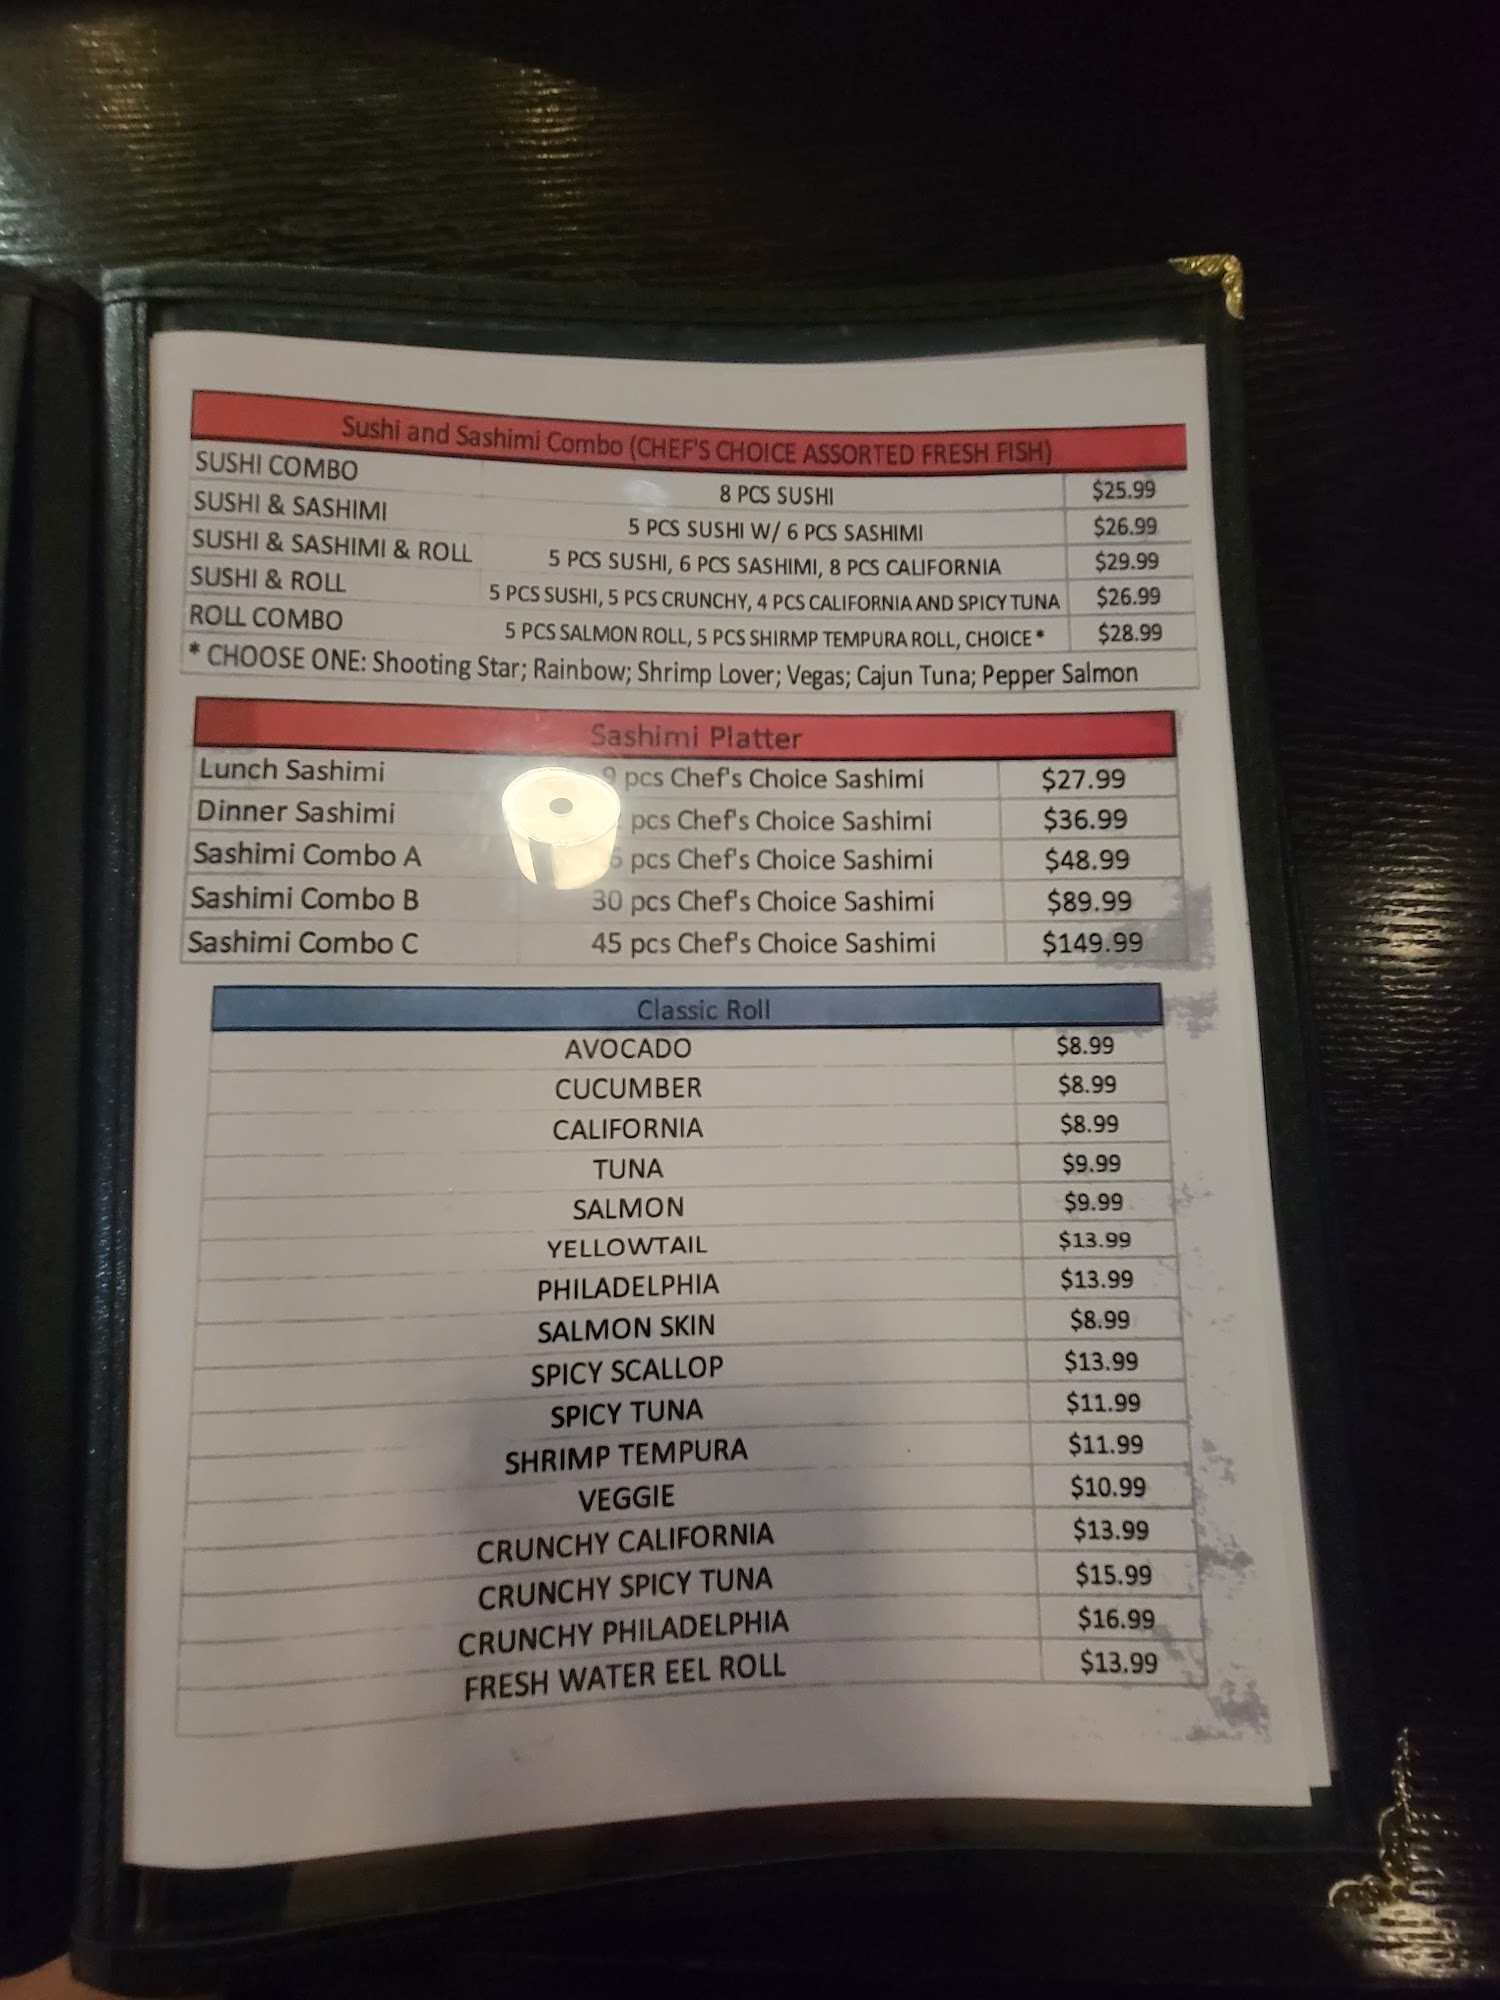 Sushi and Sashimi Combo (CHEF'S CHOICE ASSORTED FRESH FISH)
SUSHI COMBO 8 PCS SUSHI $25.99
SUSHI & SASHIMI 5 PCS SUSHI W/ 6 PCS SASHIMI $26.99
SUSHI & SASHIMI & ROLL 5 PCS SUSHI, 6 PCS SASHIMI, 8 PCS CALIFORNIA $29.99
SUSHI & ROLL 5 PCS SUSHI, 5 PCS CRUNCHY, 4 PCS CALIFORNIA AND SPICY TUNA $26.99
ROLL COMBO 5 PCS SALMON ROLL, 5 PCS SHIRMP TEMPURA ROLL, CHOICE * $28.99
* CHOOSE ONE: Shooting Star; Rainbow; Shrimp Lover; Vegas; Cajun Tuna; Pepper Salmon
Sashimi Platter
Lunch Sashimi pcs Chef's Choice Sashimi $27.99
Dinner Sashimi pcs Chef's Choice Sashimi $36.99
Sashimi Combo A pcs Chef's Choice Sashimi $48.99
Sashimi Combo B 30 pcs Chef's Choice Sashimi $89.99
Sashimi Combo C 45 pcs Chef's Choice Sashimi $149.99
Classic Roll
AVOCADO $8.99
CUCUMBER $8.99
CALIFORNIA $8.99
TUNA $9.99
SALMON $9.99
YELLOWTAIL $13.99
PHILADELPHIA $13.99
SALMON SKIN $8.99
SPICY SCALLOP $13.99
SPICY TUNA $11.99
SHRIMP TEMPURA $11.99
VEGGIE $10.99
CRUNCHY CALIFORNIA $13.99
CRUNCHY SPICY TUNA $15.99
CRUNCHY PHILADELPHIA $16.99
FRESH WATER EEL ROLL $13.99